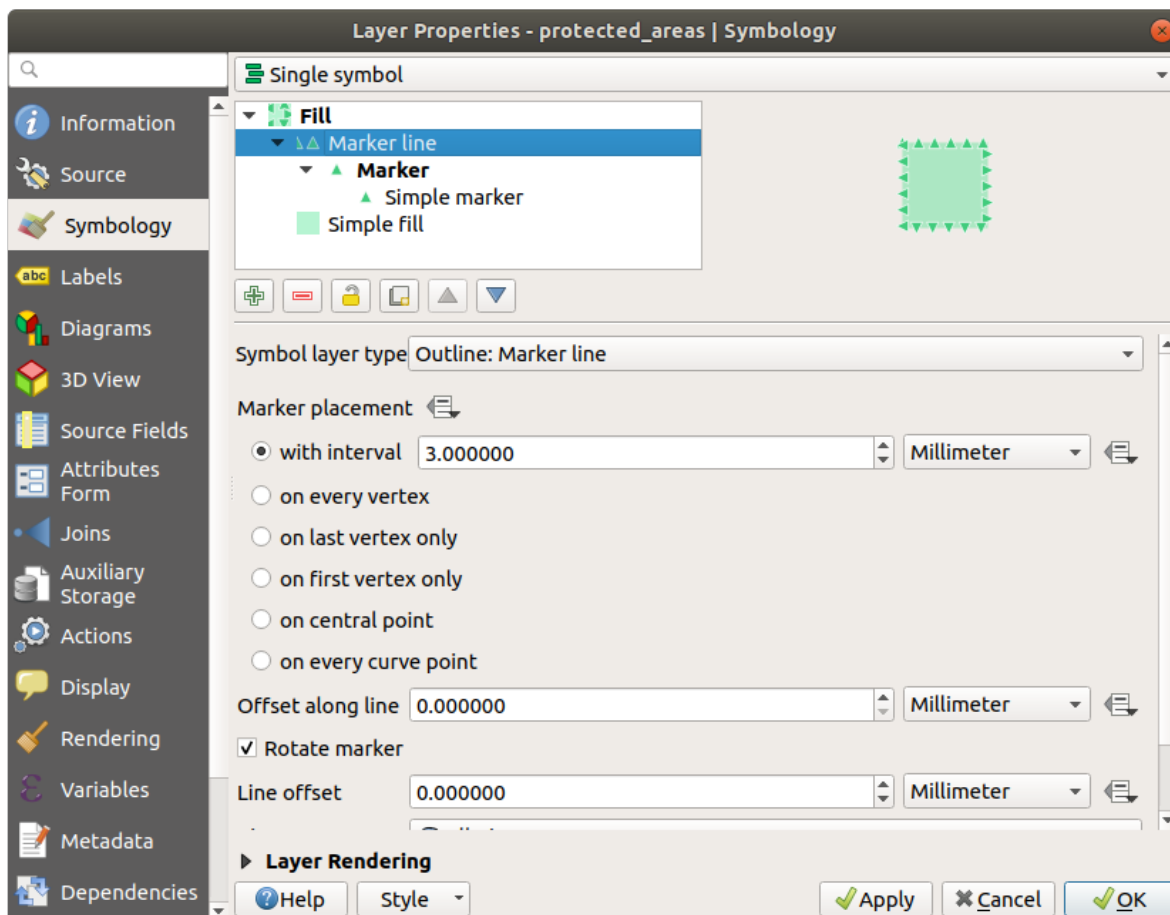 Layer Properties - protected_areas | Symbology
Single symbol
Information
Source
Symbology
Labels
Diagrams
3D View
Source Fields
Attributes
Form
Joins
Auxiliary
Storage
Actions
Display
Rendering
Variables
Metadata
Dependencies
Fill
Marker line
Marker
Simple marker
Simple fill
Symbol layer type Outline: Marker line
Marker placement
with interval 3.000000 Millimeter
on every vertex
on last vertex only
on first vertex only
on central point
on every curve point
Offset along line 0.000000 Millimeter
Rotate marker
Line offset 0.000000 Millimeter
Layer Rendering
Help Style Apply Cancel OK